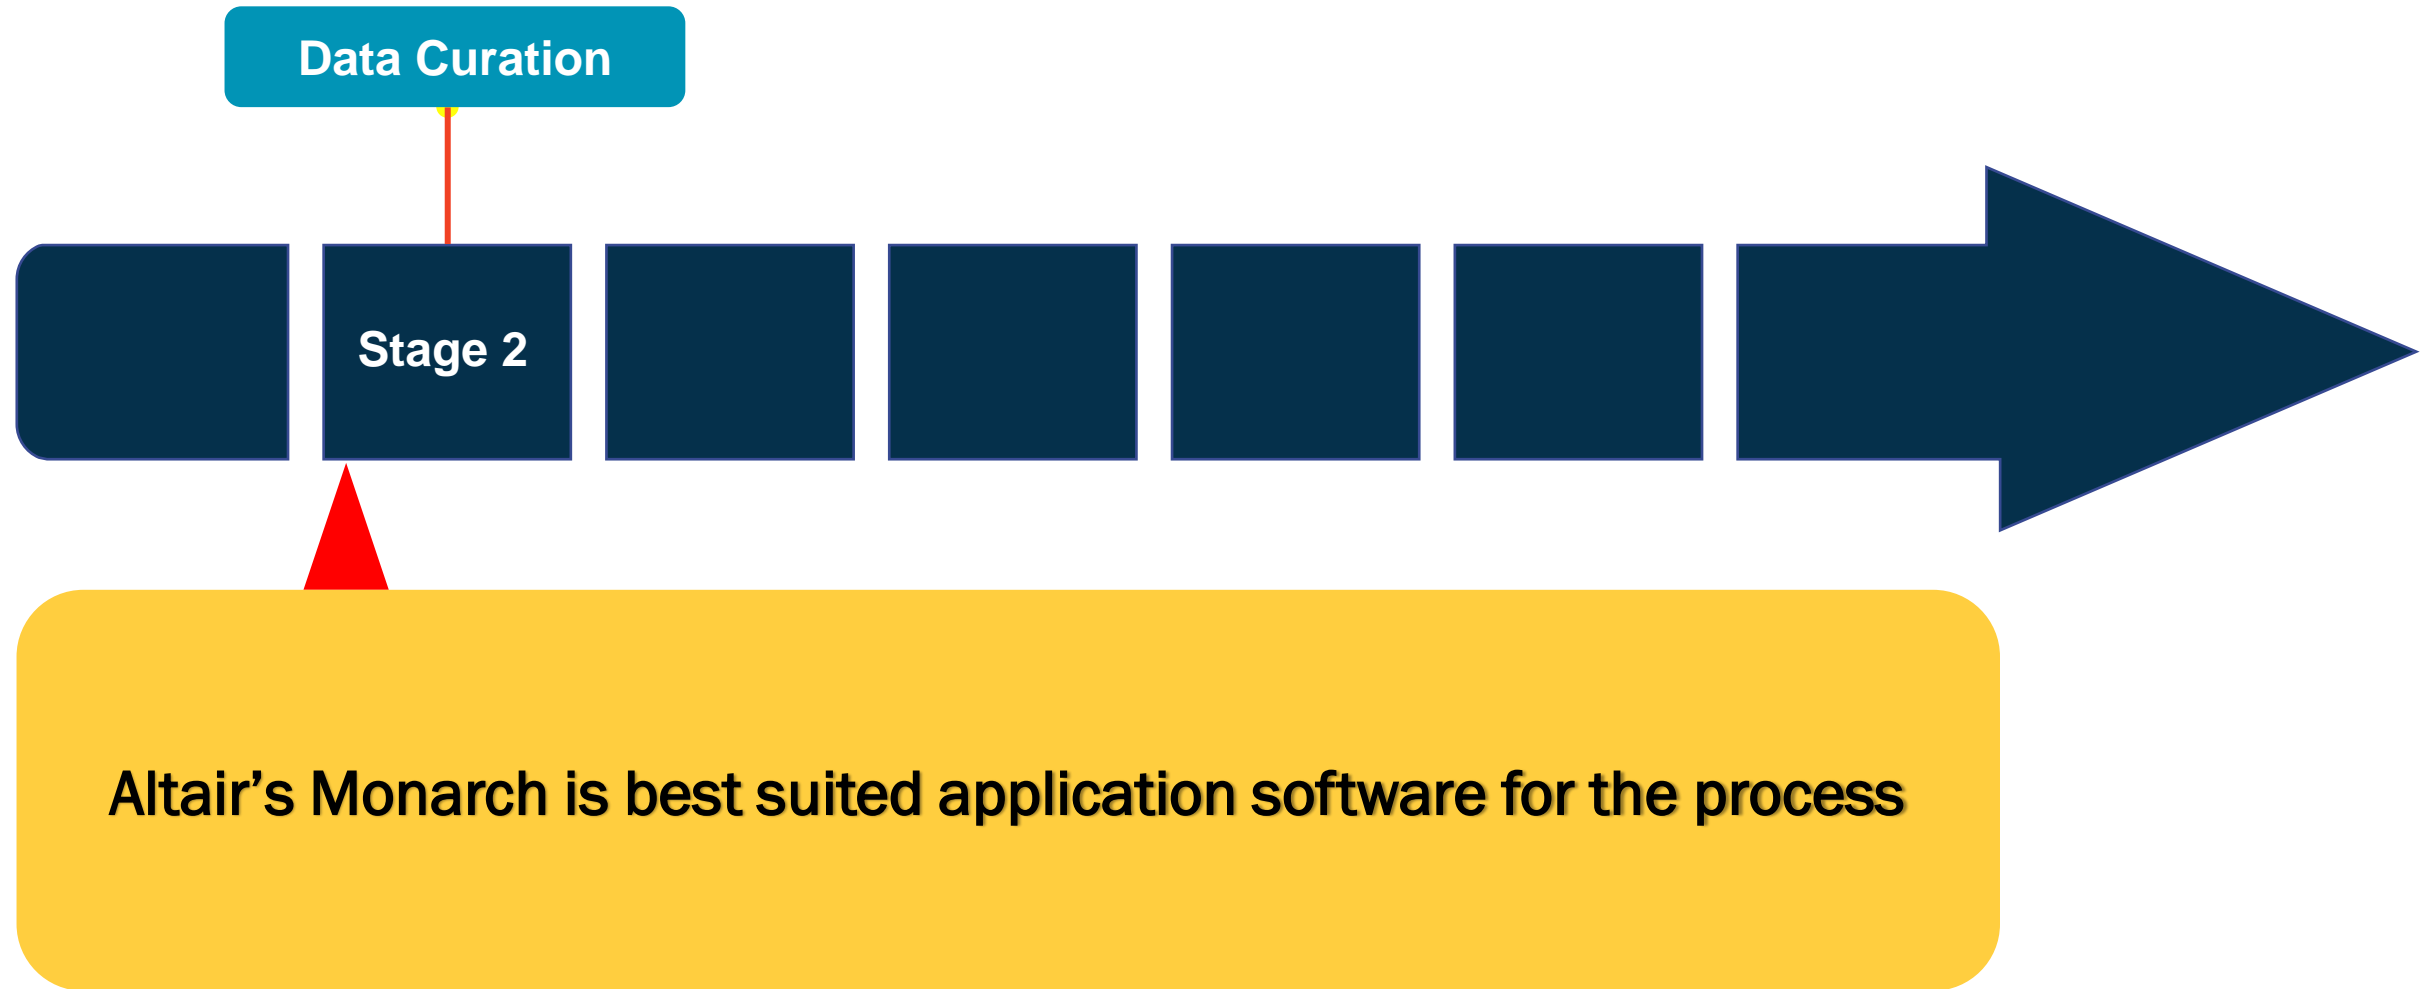 Data Curation
Stage 2
Altair’s Monarch is best suited application software for the process